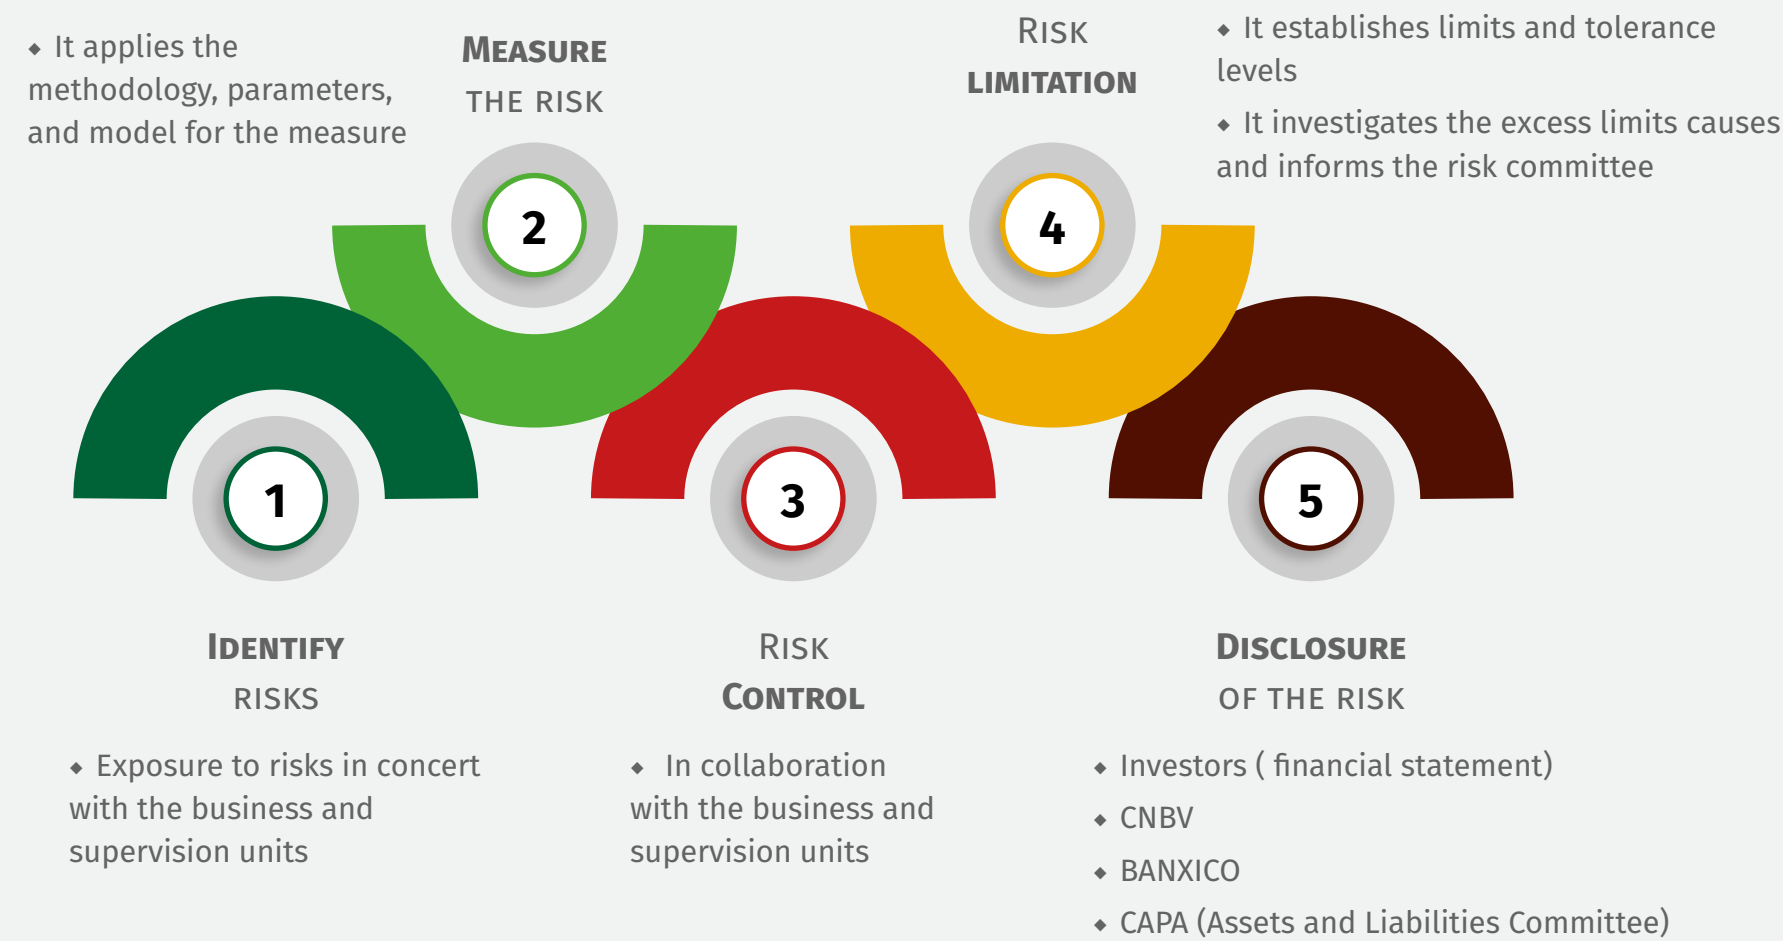 ◆ It applies the
methodology, parameters,
and model for the measure
Measure
the risk
2
Risk
limitation
4
◆ It establishes limits and tolerance
levels
◆ It investigates the excess limits causes
and informs the risk committee
1
Identify
risks
◆ Exposure to risks in concert
with the business and
supervision units
3
Risk
Control
◆ In collaboration
with the business and
supervision units
5
Disclosure
of the risk
◆ Investors ( financial statement)
◆ CNBV
◆ BANXICO
◆ CAPA (Assets and Liabilities Committee)